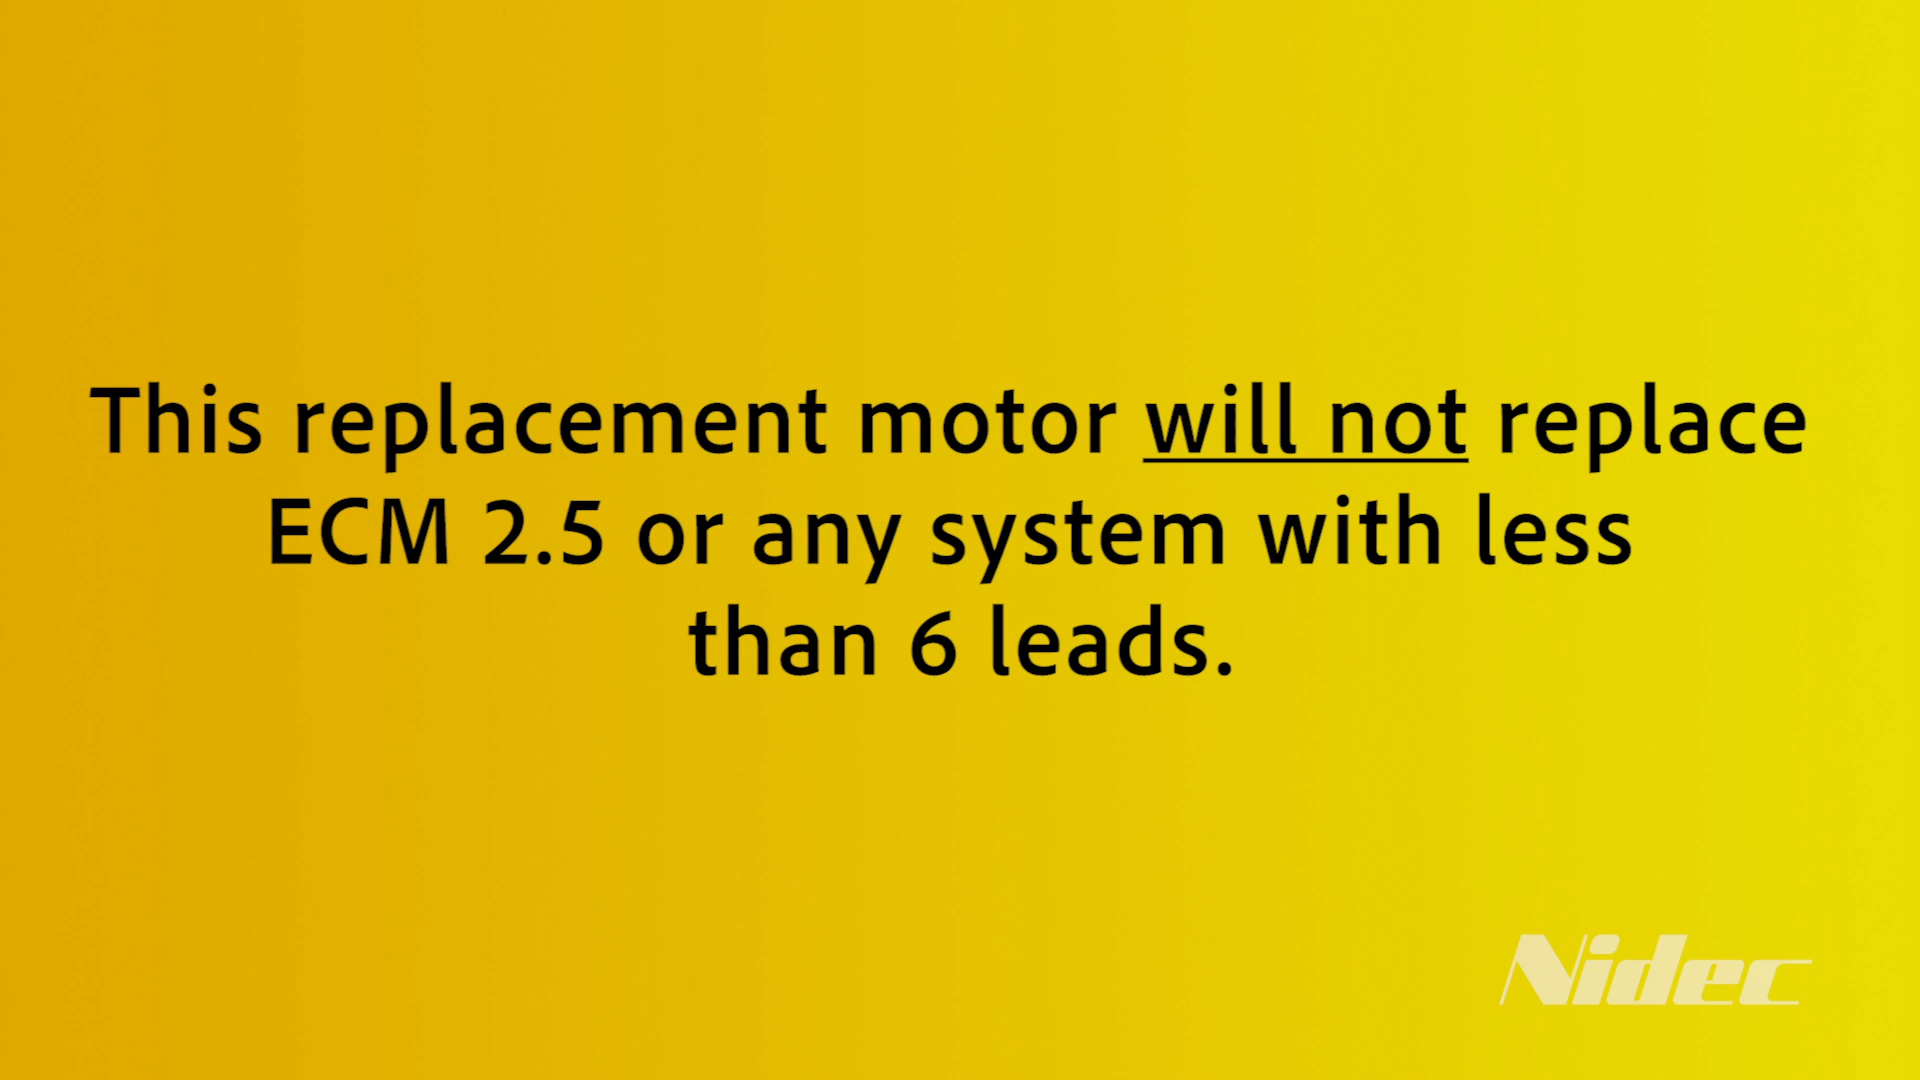 This replacement motor will not replace
ECM 2.5 or any system with less
than 6 leads.
Nidec